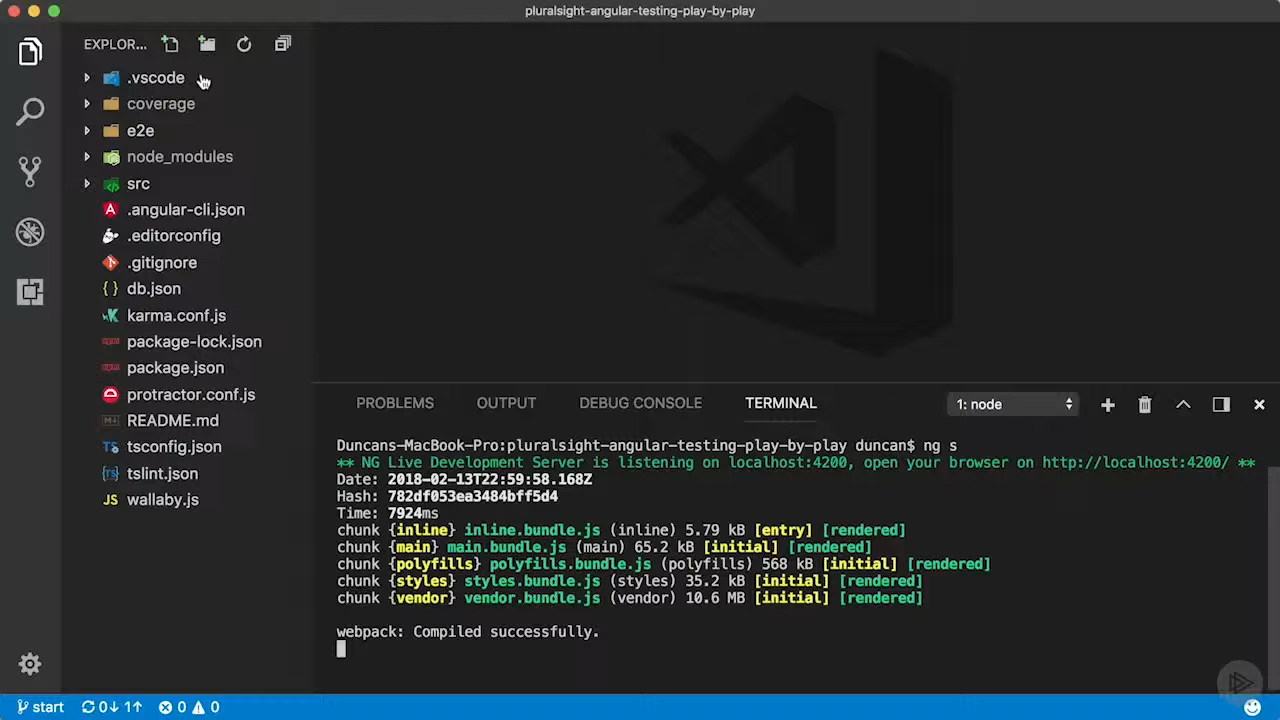 pluralsight-angular-testing-play-by-play
EXPLOR...
.vscode
coverage
e2e
node_modules
src
.angular-cli.json
.editorconfig
.gitignore
db.json
karma.conf.js
package-lock.json
package.json
protractor.conf.js
README.md
tsconfig.json
tslint.json
JS wallaby.js
PROBLEMS OUTPUT DEBUG CONSOLE TERMINAL 1: node
Duncans-MacBook-Pro:pluralsight-angular-testing-play-by-play duncan$ ng s
** NG Live Development Server is listening on localhost:4200, open your browser on http://localhost:4200/ **
Date: 2018-02-13T22:59:58.168Z
Hash: 782df053ea3484bff5d4
Time: 7924ms
chunk {inline} inline.bundle.js (inline) 5.79 kB [entry] [rendered]
chunk {main} main.bundle.js (main) 65.2 kB [initial] [rendered]
chunk {polyfills} polyfills.bundle.js (polyfills) 568 kB [initial] [rendered]
chunk {styles} styles.bundle.js (styles) 35.2 kB [initial] [rendered]
chunk {vendor} vendor.bundle.js (vendor) 10.6 MB [initial] [rendered]
webpack: Compiled successfully.
start 0↓ 1↑ 0 0